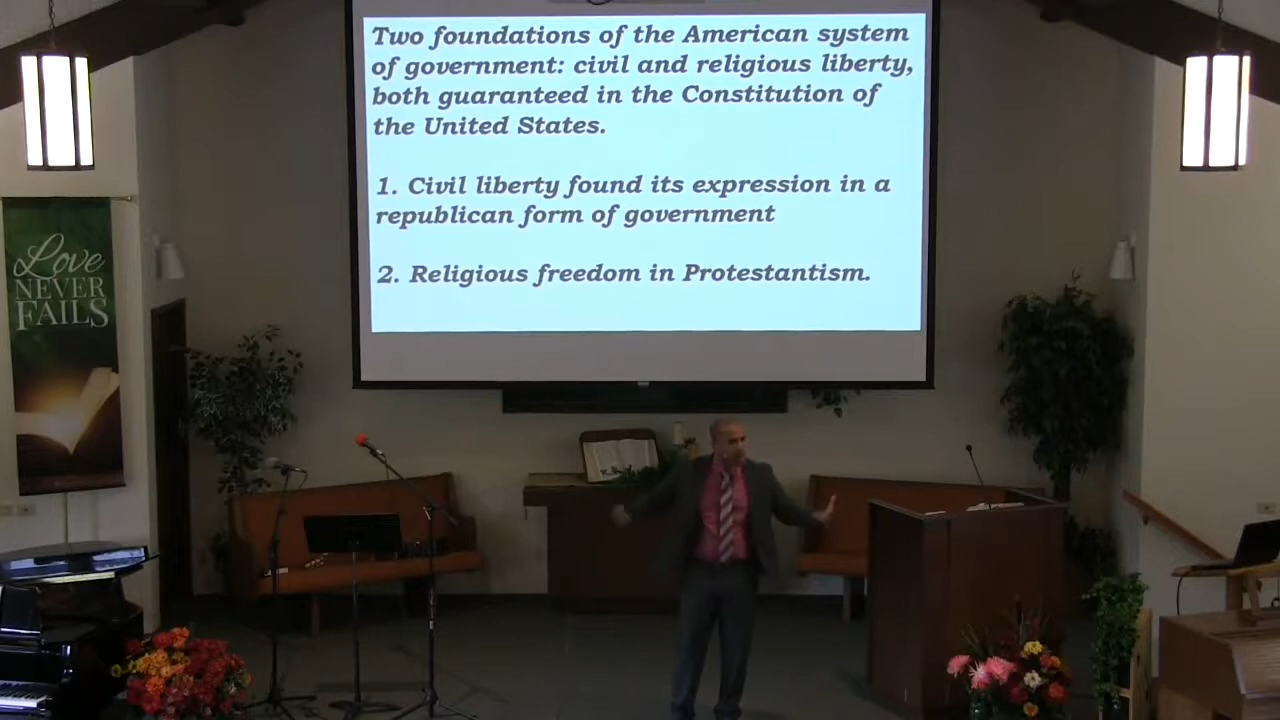 Two foundations of the American system
of government: civil and religious liberty,
both guaranteed in the Constitution of
the United States.
1. Civil liberty found its expression in a
republican form of government
2. Religious freedom in Protestantism.
Love
NEVER
FAILS